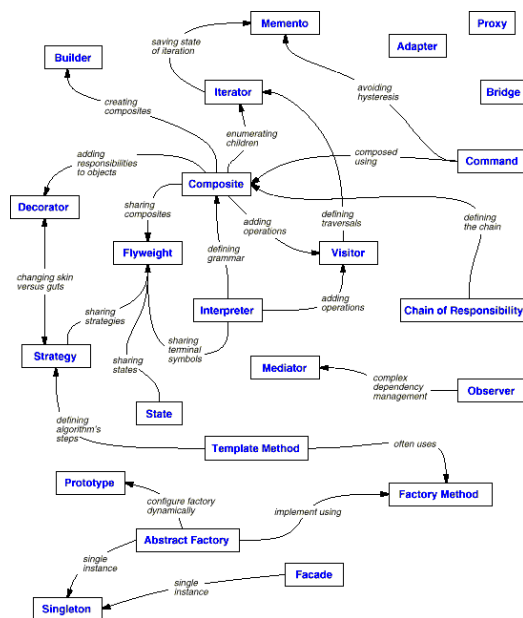 Memento
Proxy
saving state
of iteration
Adapter
Builder
avoiding
hysteresis
Iterator
Bridge
creating
composites
enumerating
children
adding
responsibilities
to objects
composed
using
Command
Composite
Decorator
sharing
composites
adding
operations
defining
traversals
defining
the chain
Flyweight
defining
grammar
Visitor
changing skin
versus guts
adding
operations
Interpreter
Chain of Responsibility
sharing
strategies
sharing
terminal
symbols
Strategy
sharing
states
Mediator
complex
dependency
management
Observer
State
defining
algorithm's
steps
Template Method
often uses
Prototype
configure factory
dynamically
Factory Method
implement using
Abstract Factory
single
instance
Facade
single
instance
Singleton